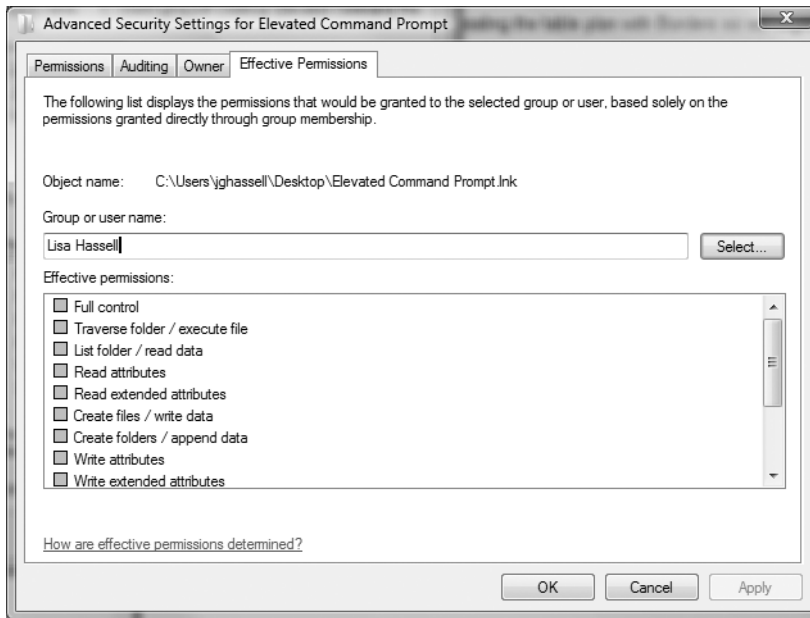 Advanced Security Settings for Elevated Command Prompt
Permissions
Auditing
Owner
Effective Permissions
The following list displays the permissions that would be granted to the selected group or user, based solely on the
permissions granted directly through group membership.
Object name: C:\Users\jghassell\Desktop\Elevated Command Prompt.lnk
Group or user name:
Lisa Hassell
Select...
Effective permissions:
Full control
Traverse folder / execute file
List folder / read data
Read attributes
Read extended attributes
Create files / write data
Create folders / append data
Write attributes
Write extended attributes
How are effective permissions determined?
OK
Cancel
Apply